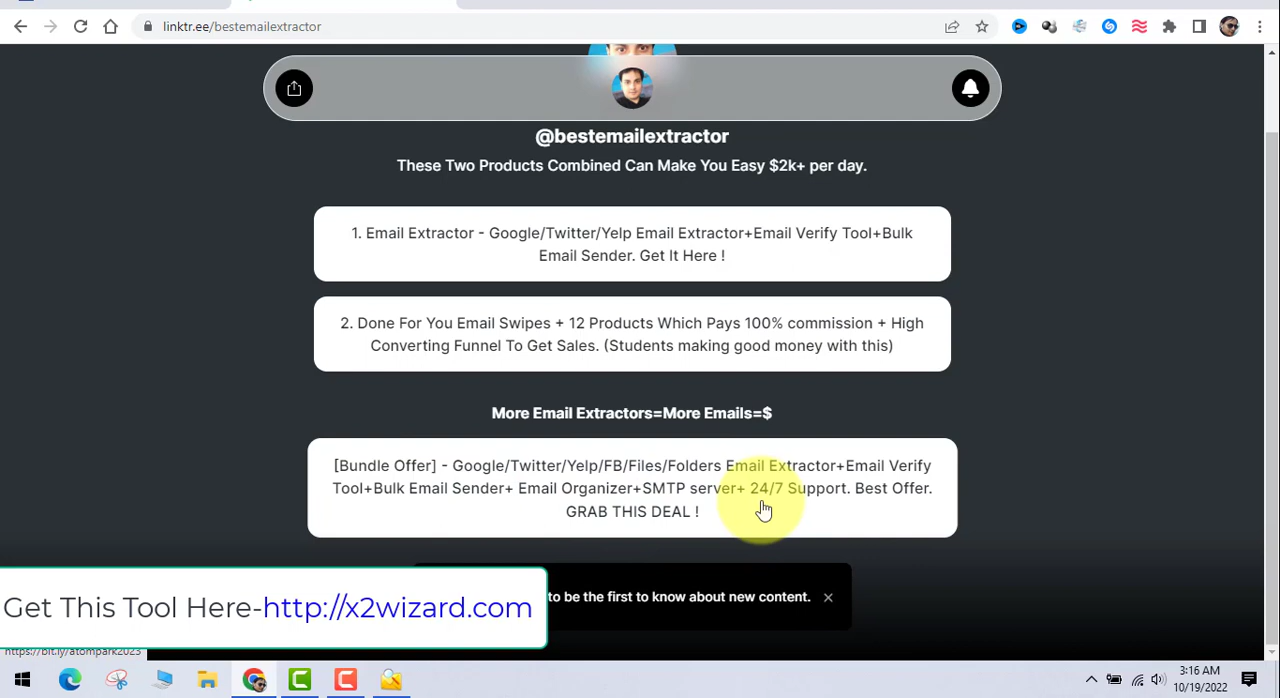 linktr.ee/bestemailextractor
@bestemailextractor
These Two Products Combined Can Make You Easy $2k+ per day.
1. Email Extractor - Google/Twitter/Yelp Email Extractor+Email Verify Tool+Bulk
Email Sender. Get It Here !
2. Done For You Email Swipes + 12 Products Which Pays 100% commission + High
Converting Funnel To Get Sales. (Students making good money with this)
More Email Extractors=More Emails=$
[Bundle Offer] - Google/Twitter/Yelp/FB/Files/Folders Email Extractor+Email Verify
Tool+Bulk Email Sender+ Email Organizer+SMTP server+ 24/7 Support. Best Offer.
GRAB THIS DEAL !
to be the first to know about new content.
Get This Tool Here-http://x2wizard.com
https://bit.ly/atompark2023
3:16 AM
10/19/2022